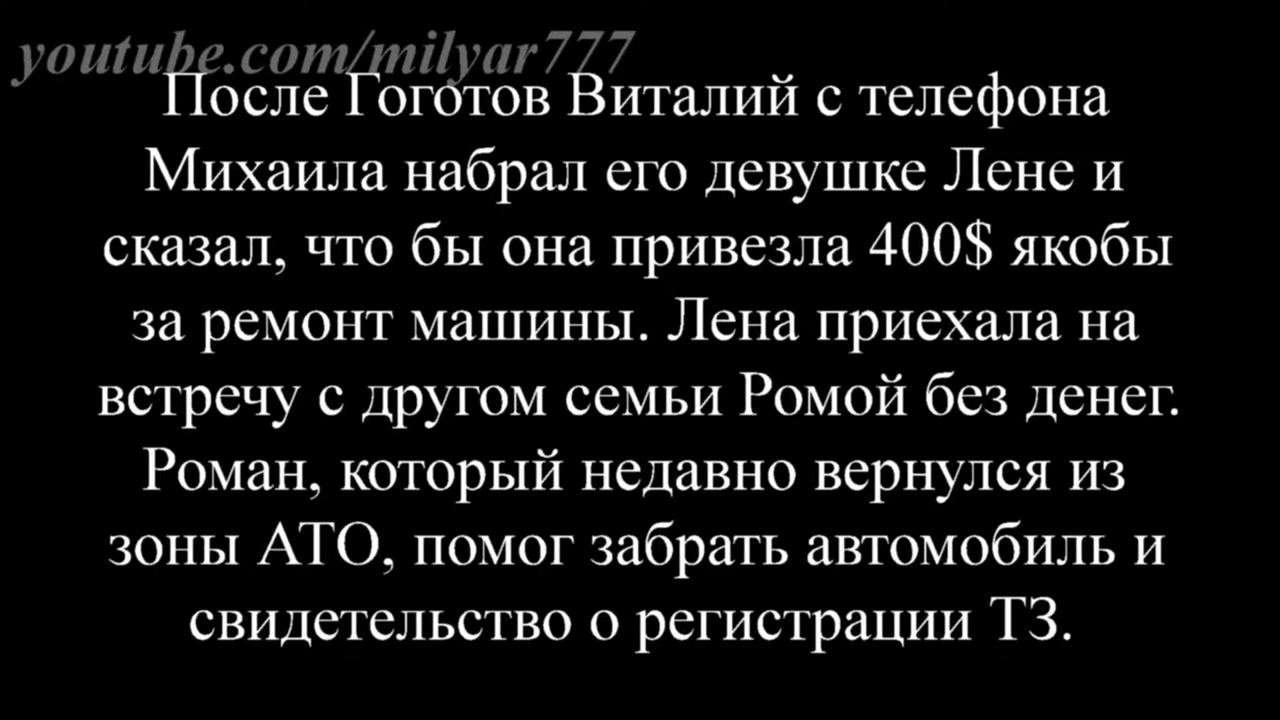 youtube.com/milyar777
После Гоготов Виталий с телефона
Михаила набрал его девушке Лене и
сказал, что бы она привезла 400$ якобы
за ремонт машины. Лена приехала на
встречу с другом семьи Ромой без денег.
Роман, который недавно вернулся из
зоны АТО, помог забрать автомобиль и
свидетельство о регистрации ТЗ.